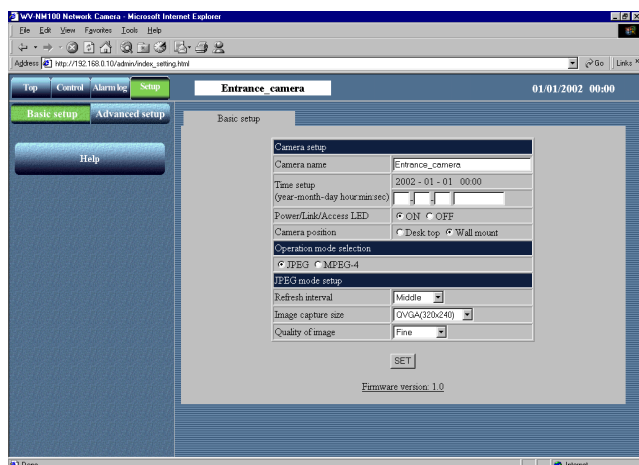 WV-NM100 Network Camera - Microsoft Internet Explorer
File Edit View Favorites Tools Help
Address http://192.168.0.10/admin/index_setting.html Go Links »
Top Control Alarm log Setup Entrance_camera 01/01/2002 00:00
Basic setup Advanced setup
Help
Basic setup
Camera setup
Camera name Entrance_camera
Time setup 2002 - 01 - 01 00:00
(year-month-day hour:min:sec) - -
Power/Link/Access LED ON OFF
Camera position Desk top Wall mount
Operation mode selection
JPEG MPEG-4
JPEG mode setup
Refresh interval Middle
Image capture size QVGA(320x240)
Quality of image Fine
SET
Firmware version: 1.0
Done Internet